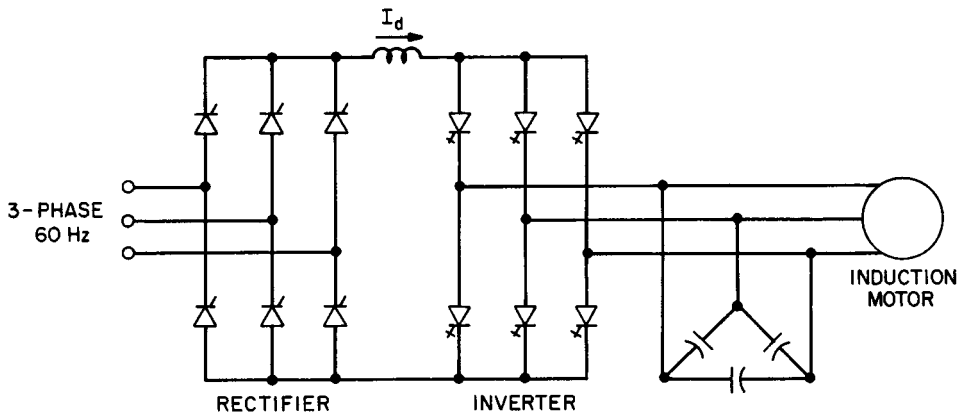 I_d
3-PHASE
60 Hz
INDUCTION
MOTOR
RECTIFIER
INVERTER